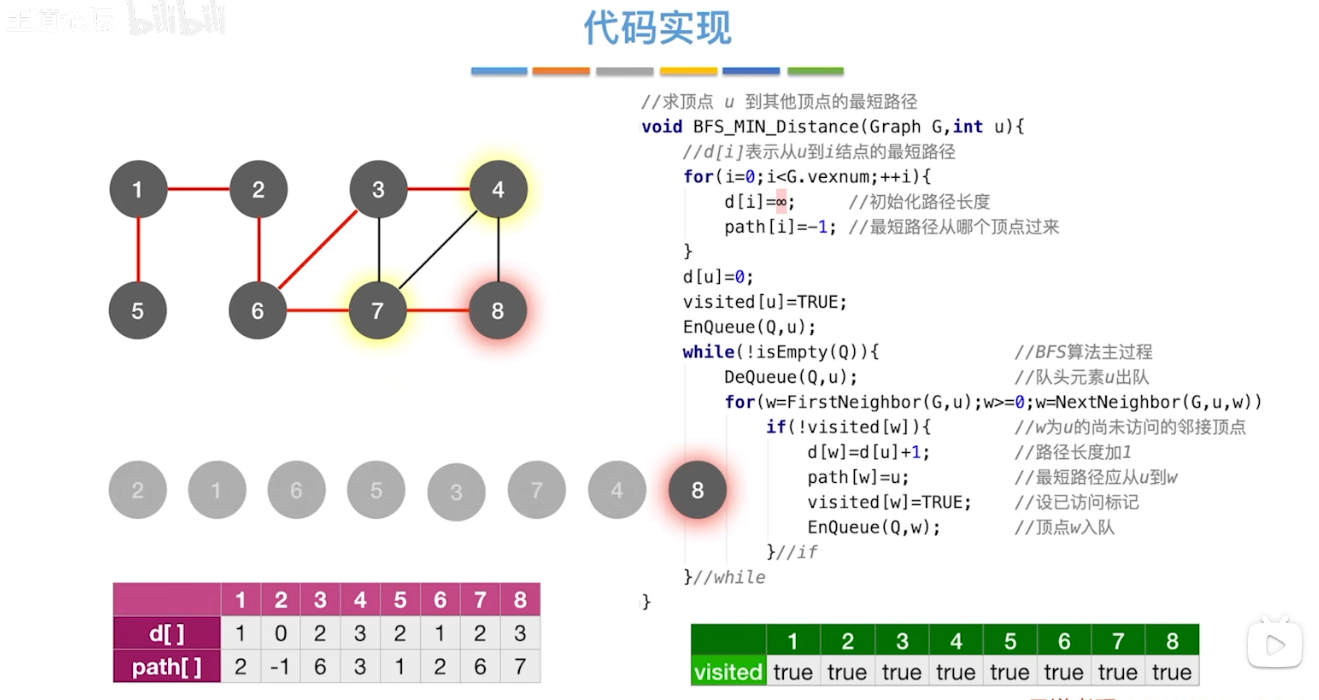 bilibili
代码实现
//求顶点 u 到其他顶点的最短路径
void BFS_MIN_Distance(Graph G,int u){
//d[i]表示从u到i结点的最短路径
for(i=0;i<G.vexnum;++i){
d[i]=∞; //初始化路径长度
path[i]=-1; //最短路径从哪个顶点过来
}
d[u]=0;
visited[u]=TRUE;
EnQueue(Q,u);
while(!isEmpty(Q)){ //BFS算法主过程
DeQueue(Q,u); //队头元素u出队
for(w=FirstNeighbor(G,u);w>=0;w=NextNeighbor(G,u,w))
if(!visited[w]){ //w为u的尚未访问的邻接顶点
d[w]=d[u]+1; //路径长度加1
path[w]=u; //最短路径应从u到w
visited[w]=TRUE; //设已访问标记
EnQueue(Q,w); //顶点w入队
}//if
}//while
}
1 2 3 4
5 6 7 8
2 1 6 5 3 7 4 8
1 2 3 4 5 6 7 8
d[ ] 1 0 2 3 2 1 2 3
path[ ] 2 -1 6 3 1 2 6 7
1 2 3 4 5 6 7 8
visited true true true true true true true true